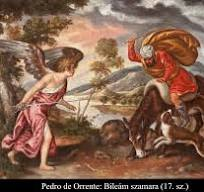 Pedro de Orrente: Bileám szamara (17. sz.)